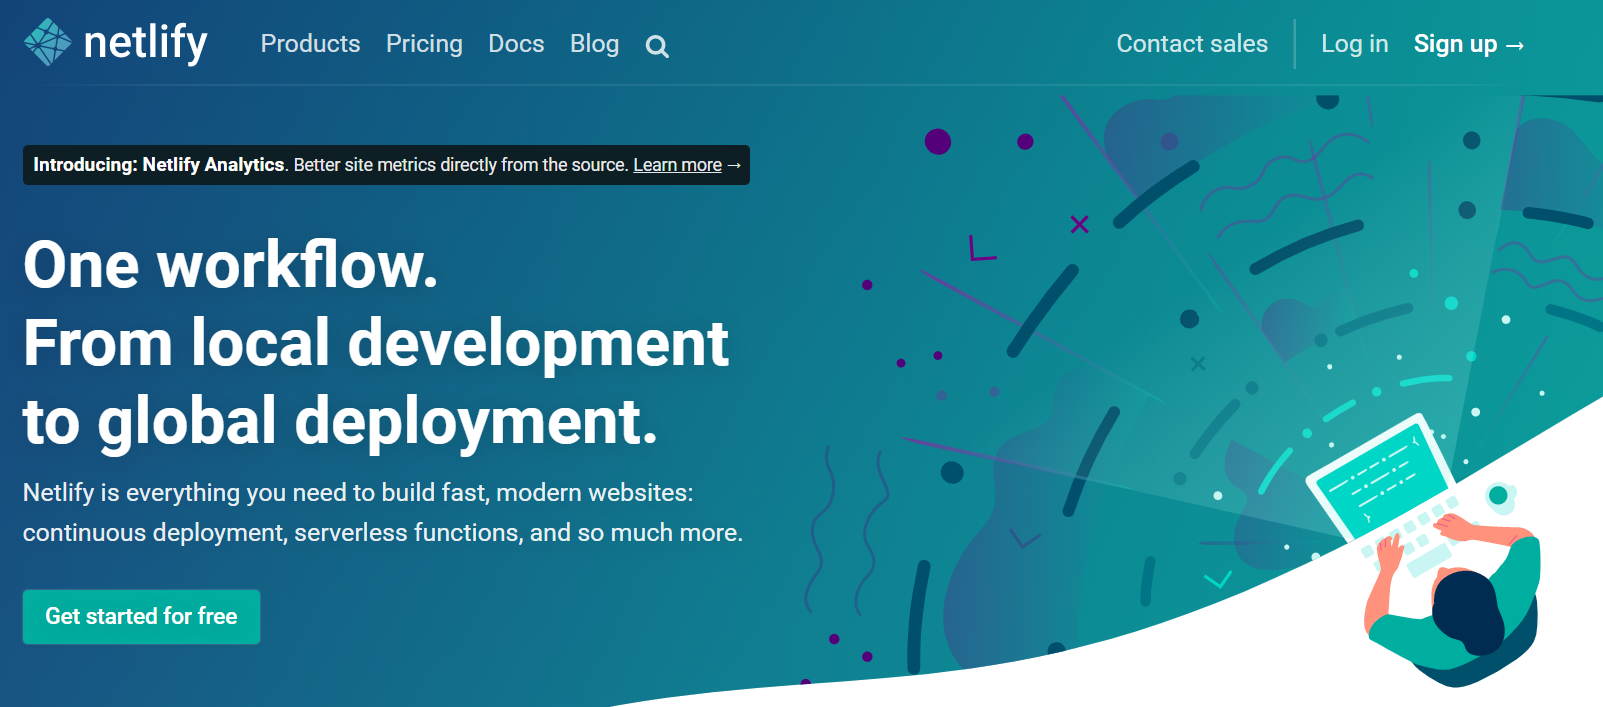 netlify
Products Pricing Docs Blog
Contact sales Log in Sign up →
Introducing: Netlify Analytics. Better site metrics directly from the source. Learn more →
One workflow.
From local development
to global deployment.
Netlify is everything you need to build fast, modern websites:
continuous deployment, serverless functions, and so much more.
Get started for free